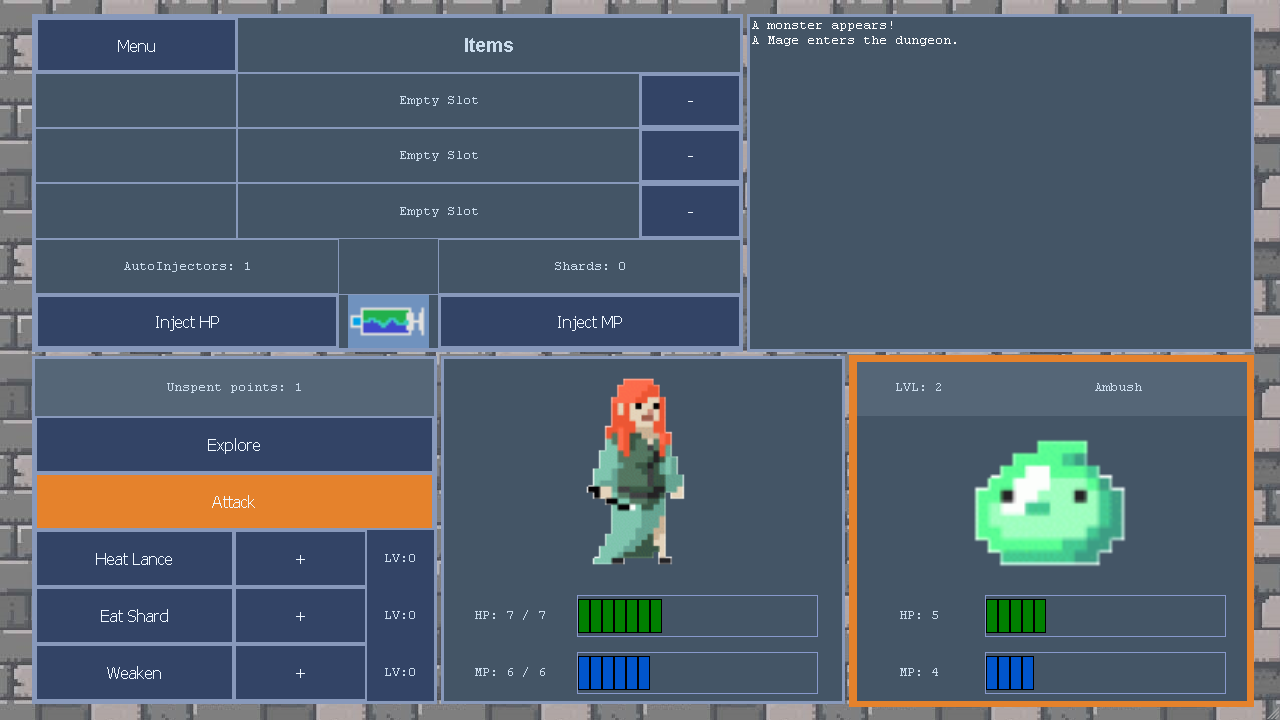 Menu
Items
Empty Slot
-
Empty Slot
-
Empty Slot
-
AutoInjectors: 1
Shards: 0
Inject HP
Inject MP
A monster appears!
A Mage enters the dungeon.
Unspent points: 1
Explore
Attack
Heat Lance
+
LV:0
Eat Shard
+
LV:0
Weaken
+
LV:0
HP: 7 / 7
MP: 6 / 6
LVL: 2
Ambush
HP: 5
MP: 4